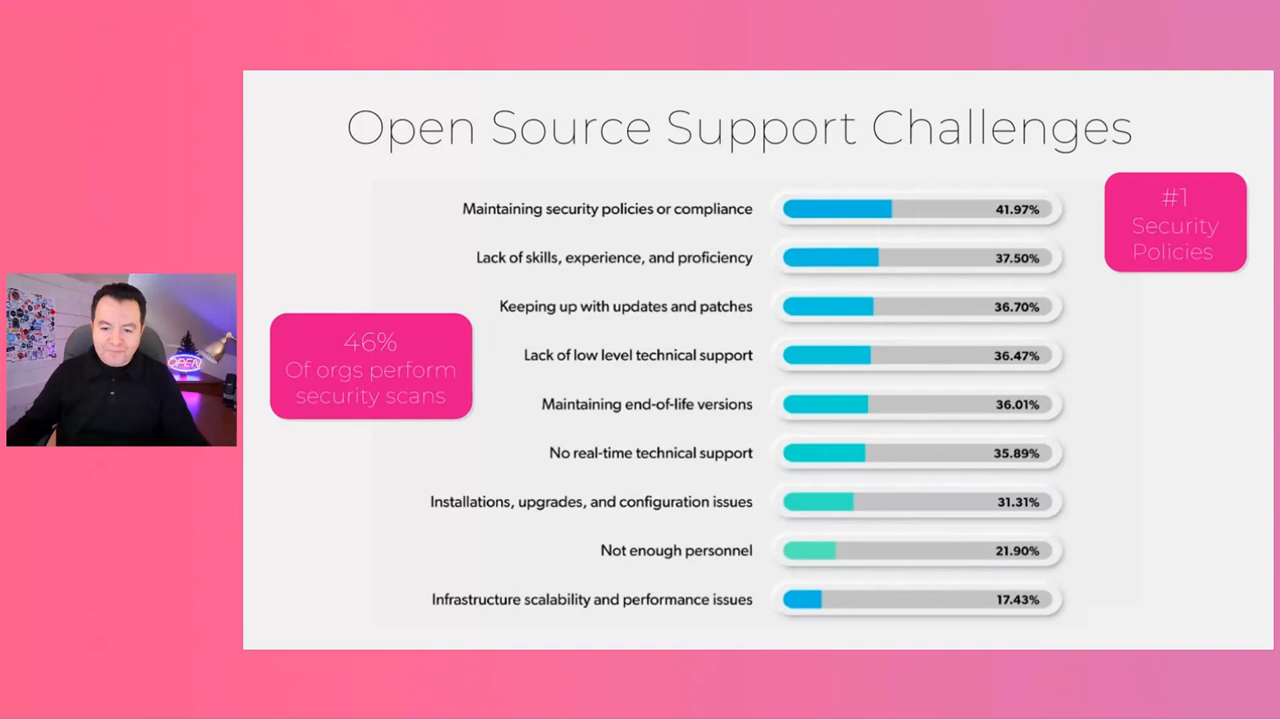 Open Source Support Challenges
Maintaining security policies or compliance 41.97%
Lack of skills, experience, and proficiency 37.50%
Keeping up with updates and patches 36.70%
Lack of low level technical support 36.47%
Maintaining end-of-life versions 36.01%
No real-time technical support 35.89%
Installations, upgrades, and configuration issues 31.31%
Not enough personnel 21.90%
Infrastructure scalability and performance issues 17.43%
#1
Security
Policies
46%
Of orgs perform
security scans
OPEN